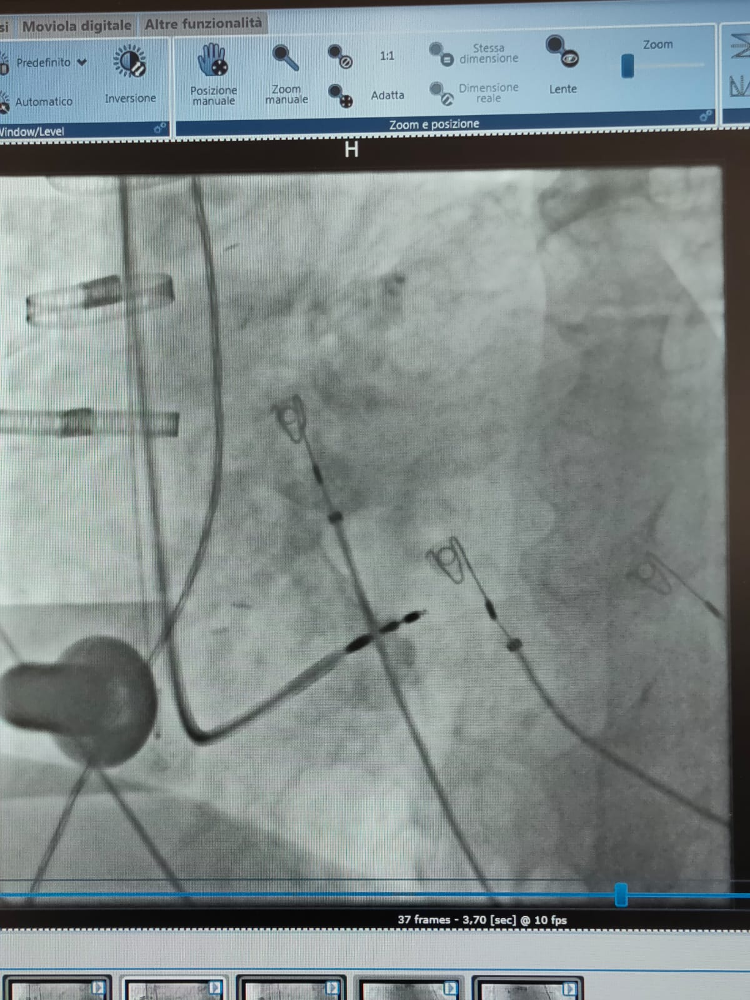 si Moviola digitale Altre funzionalità
Predefinito
Automatico
Inversione
Posizione
manuale
Zoom
manuale
1:1
Adatta
Stessa
dimensione
Dimensione
reale
Lente
Zoom
Window/Level
Zoom e posizione
H
37 frames - 3,70 [sec] @ 10 fps